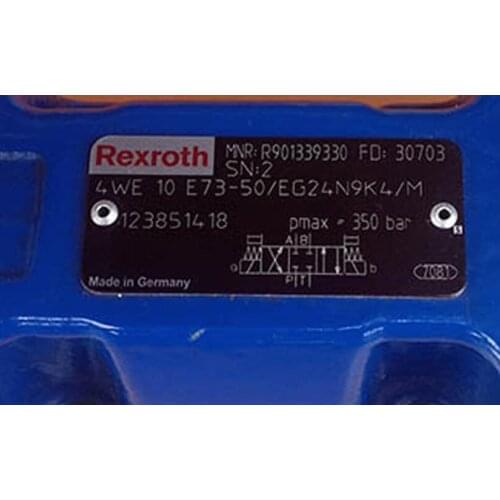 Rexroth
MNR: R901339330 FD: 30703
SN:2
4WE 10 E73-50/EG24N9K4/M
123851418 pmax = 350 bar
A B
a b
P T
Made in Germany
7081